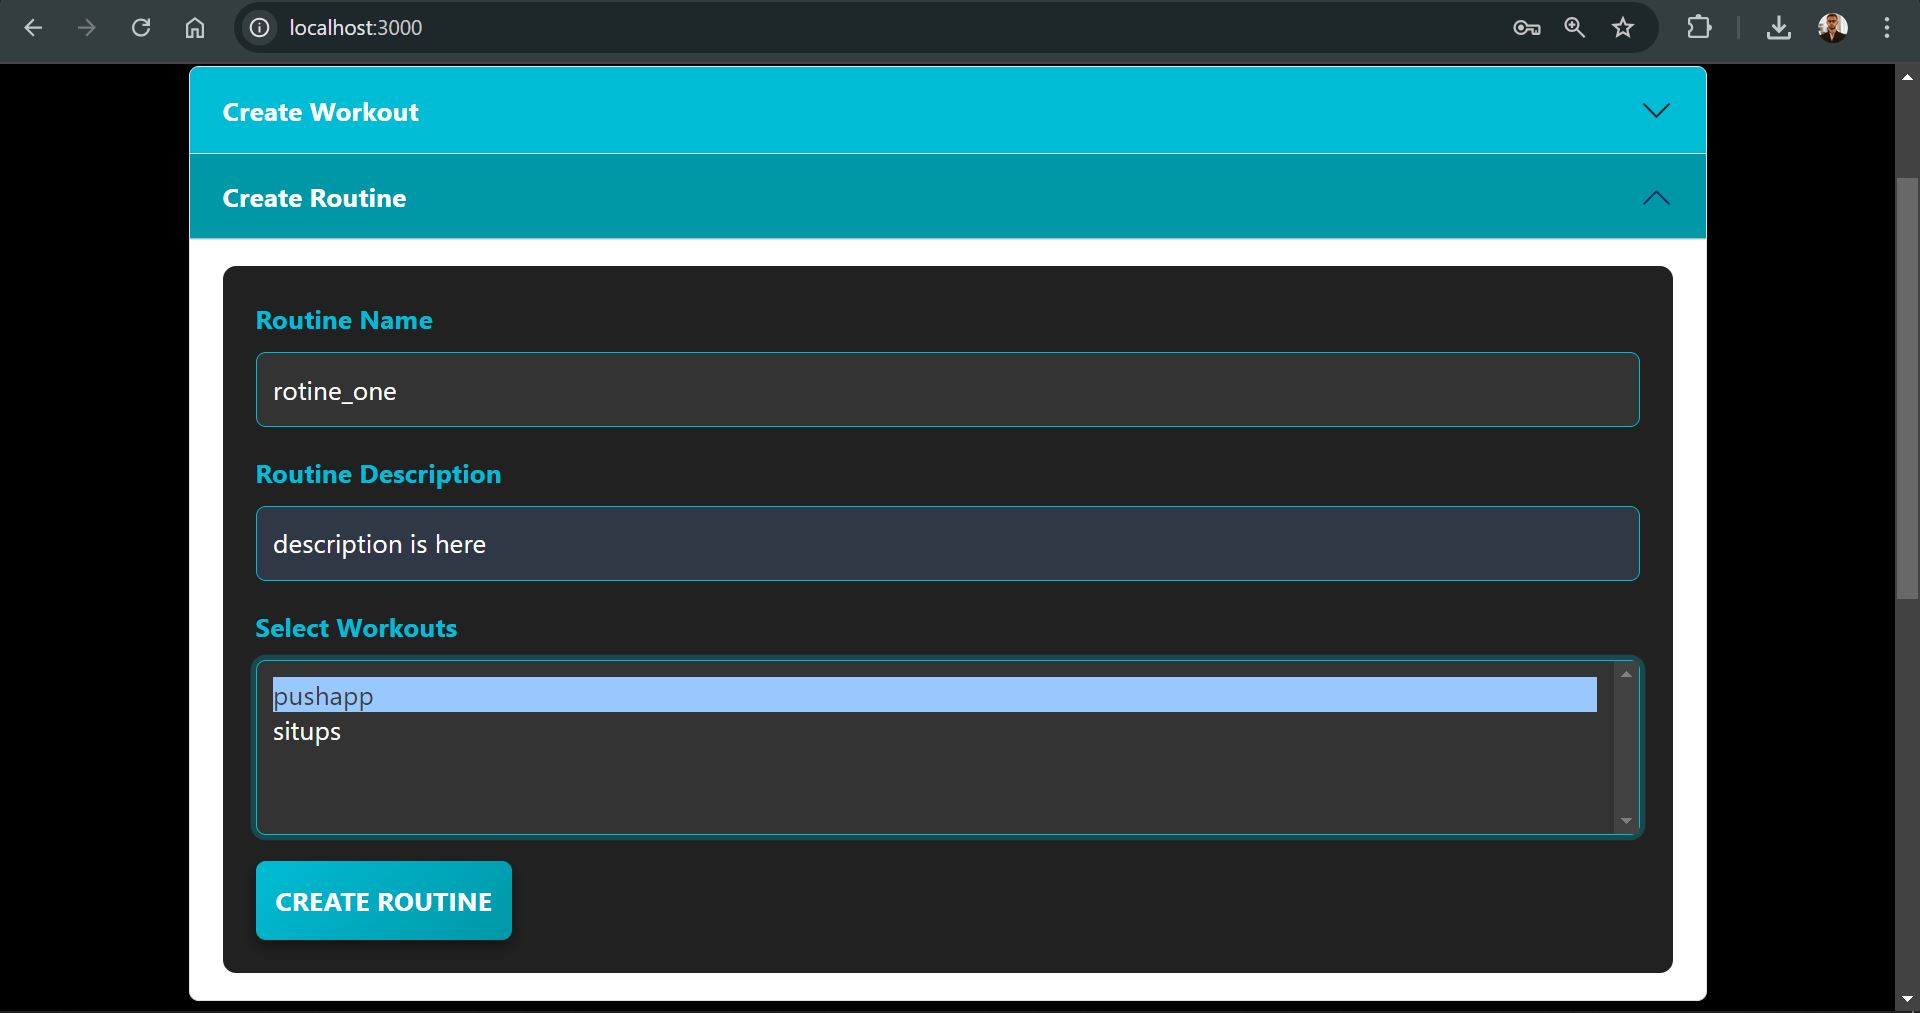 localhost:3000
Create Workout
Create Routine
Routine Name
rotine_one
Routine Description
description is here
Select Workouts
pushapp
situps
CREATE ROUTINE